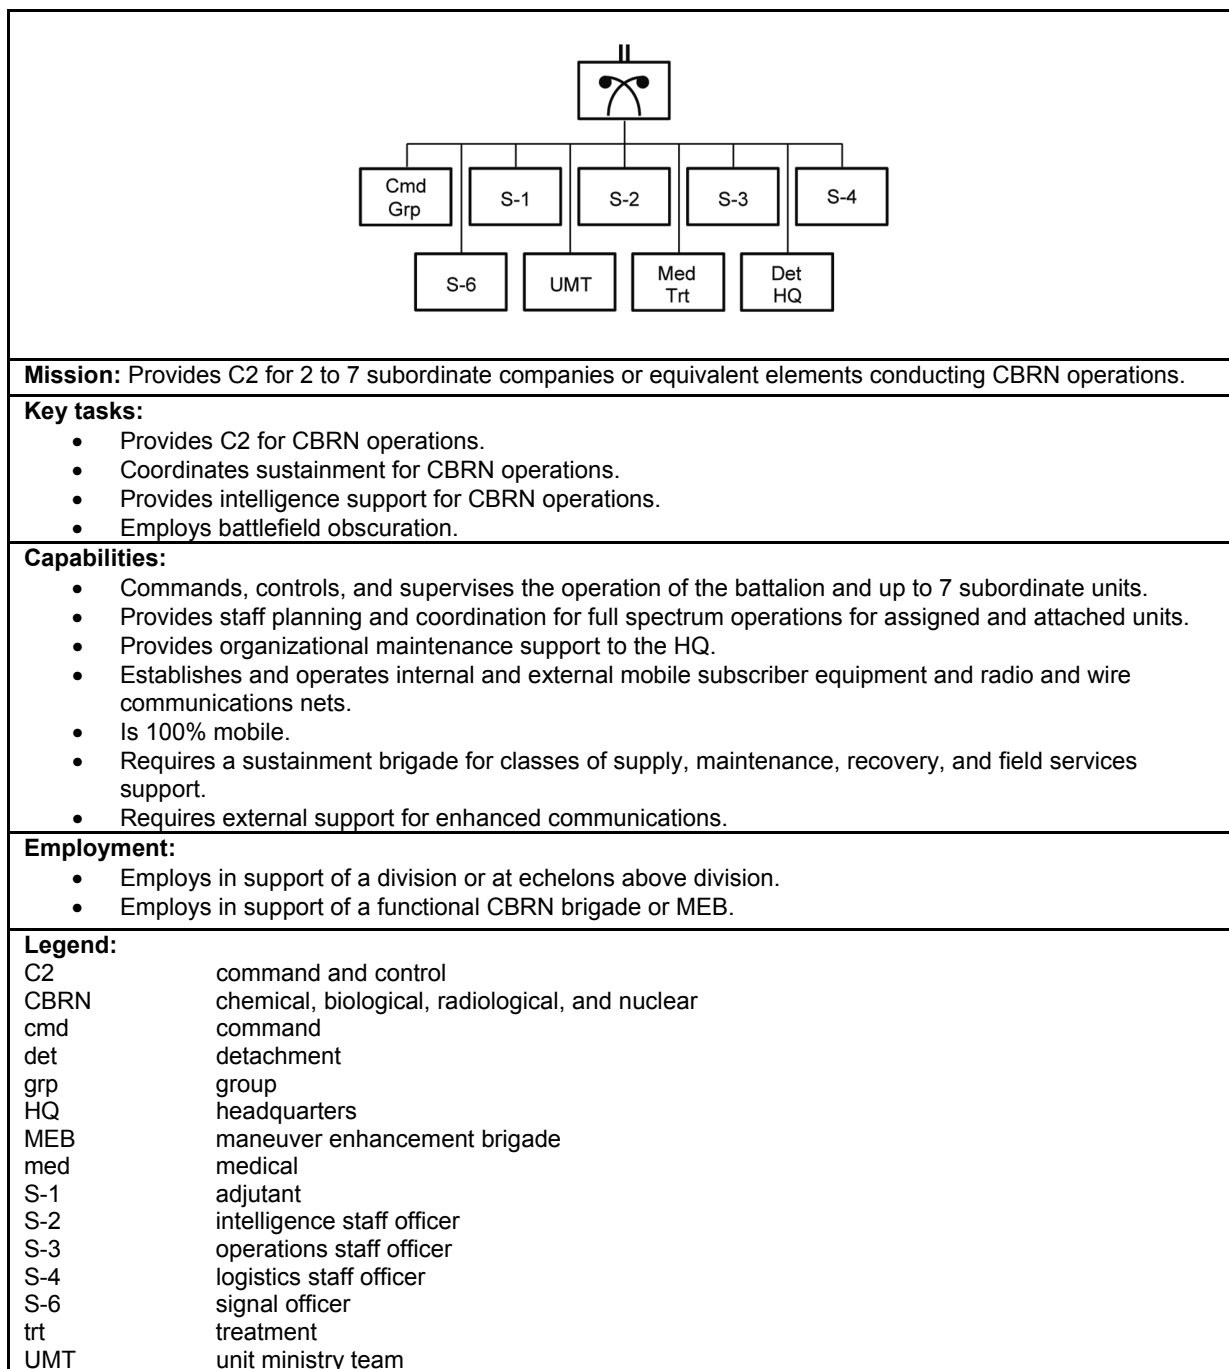 Cmd
Grp
S-1
S-2
S-3
S-4
S-6
UMT
Med
Trt
Det
HQ
Mission: Provides C2 for 2 to 7 subordinate companies or equivalent elements conducting CBRN operations.
Key tasks:
• Provides C2 for CBRN operations.
• Coordinates sustainment for CBRN operations.
• Provides intelligence support for CBRN operations.
• Employs battlefield obscuration.
Capabilities:
• Commands, controls, and supervises the operation of the battalion and up to 7 subordinate units.
• Provides staff planning and coordination for full spectrum operations for assigned and attached units.
• Provides organizational maintenance support to the HQ.
• Establishes and operates internal and external mobile subscriber equipment and radio and wire
communications nets.
• Is 100% mobile.
• Requires a sustainment brigade for classes of supply, maintenance, recovery, and field services
support.
• Requires external support for enhanced communications.
Employment:
• Employs in support of a division or at echelons above division.
• Employs in support of a functional CBRN brigade or MEB.
Legend:
C2 command and control
CBRN chemical, biological, radiological, and nuclear
cmd command
det detachment
grp group
HQ headquarters
MEB maneuver enhancement brigade
med medical
S-1 adjutant
S-2 intelligence staff officer
S-3 operations staff officer
S-4 logistics staff officer
S-6 signal officer
trt treatment
UMT unit ministry team